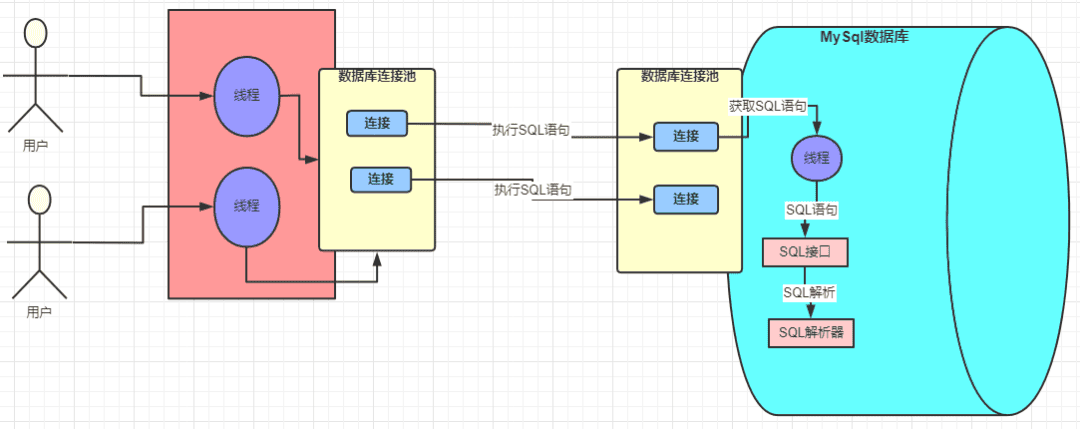 MySql数据库
数据库连接池
数据库连接池
线程
连接
执行SQL语句
连接
获取SQL语句
用户
线程
连接
执行SQL语句
连接
线程
SQL语句
SQL接口
SQL解析
用户
SQL解析器